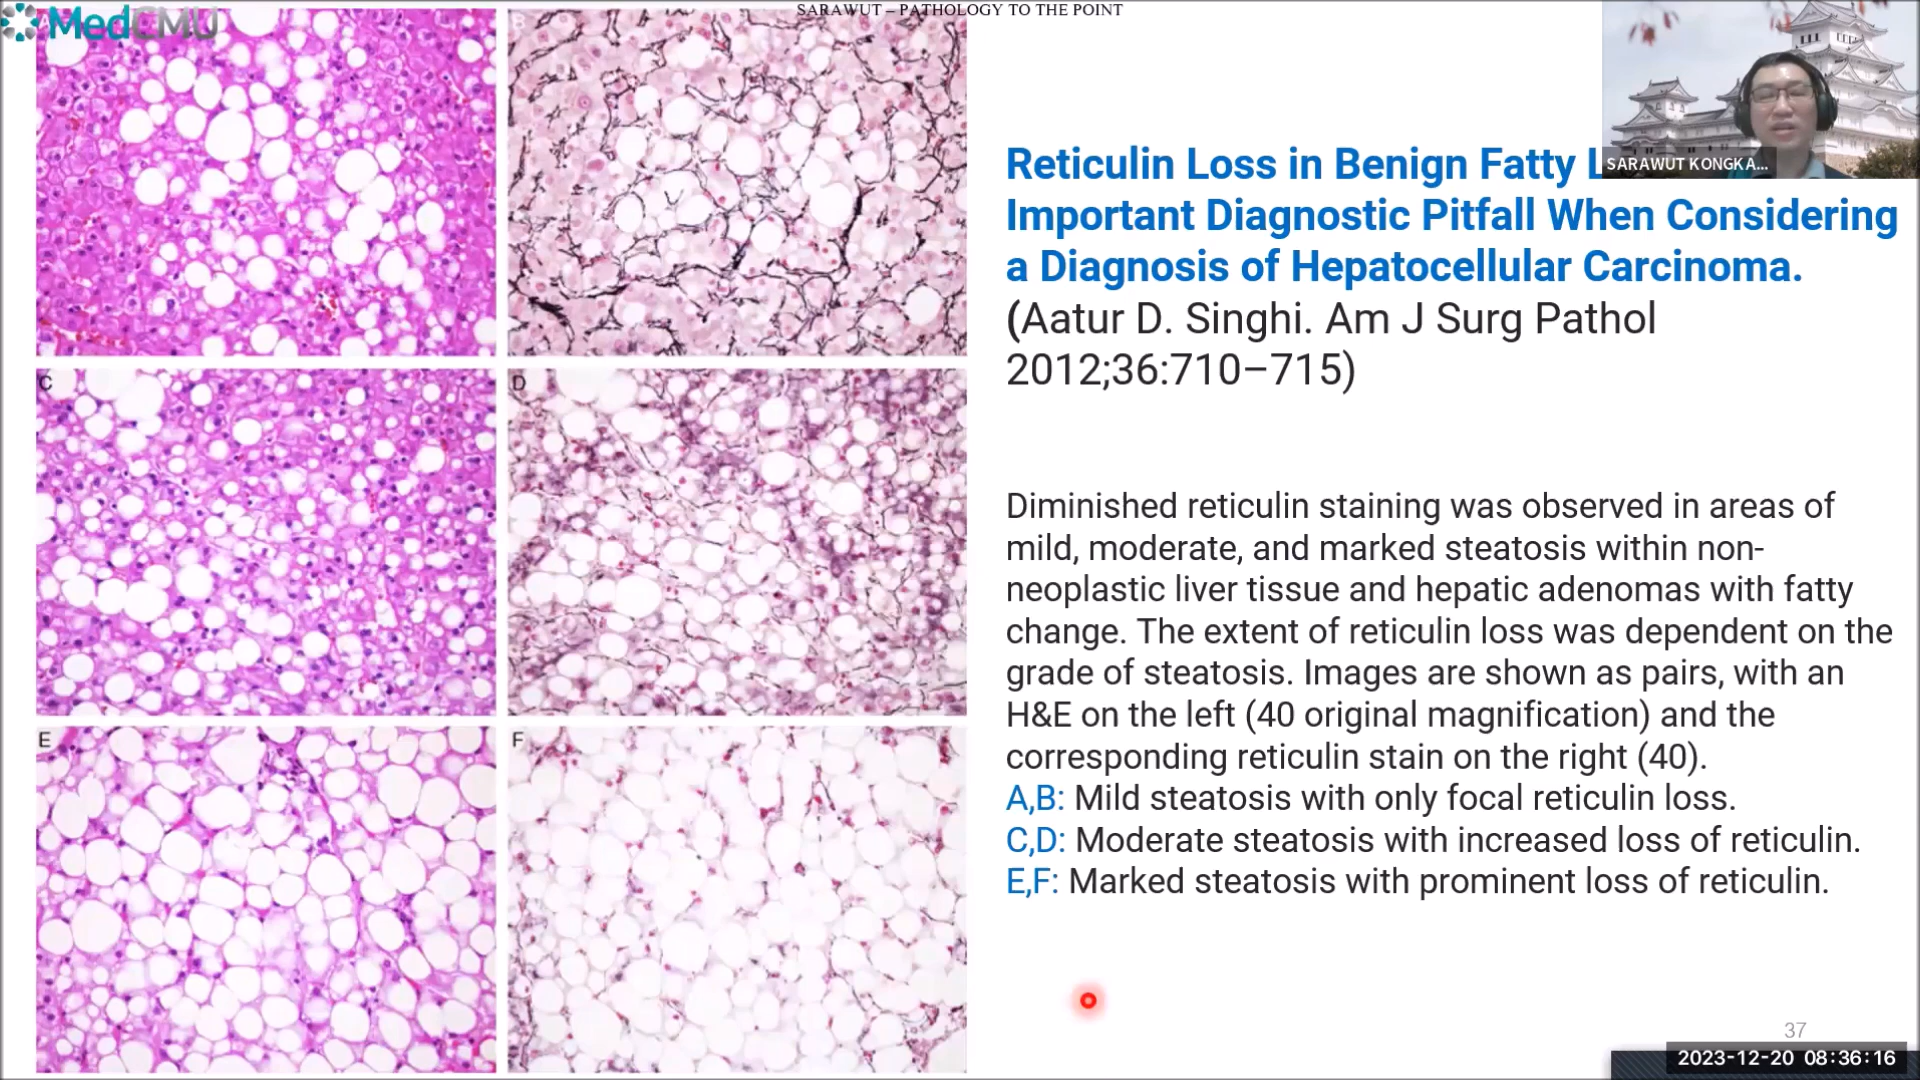 MedCMU
SARAWUT – PATHOLOGY TO THE POINT
SARAWUT KONGKA...
Reticulin Loss in Benign Fatty
Important Diagnostic Pitfall When Considering
a Diagnosis of Hepatocellular Carcinoma.
(Aatur D. Singhi. Am J Surg Pathol
2012;36:710–715)
Diminished reticulin staining was observed in areas of
mild, moderate, and marked steatosis within non-
neoplastic liver tissue and hepatic adenomas with fatty
change. The extent of reticulin loss was dependent on the
grade of steatosis. Images are shown as pairs, with an
H&E on the left (40 original magnification) and the
corresponding reticulin stain on the right (40).
A,B: Mild steatosis with only focal reticulin loss.
C,D: Moderate steatosis with increased loss of reticulin.
E,F: Marked steatosis with prominent loss of reticulin.
B
C
D
E
F
37
2023-12-20 08:36:16